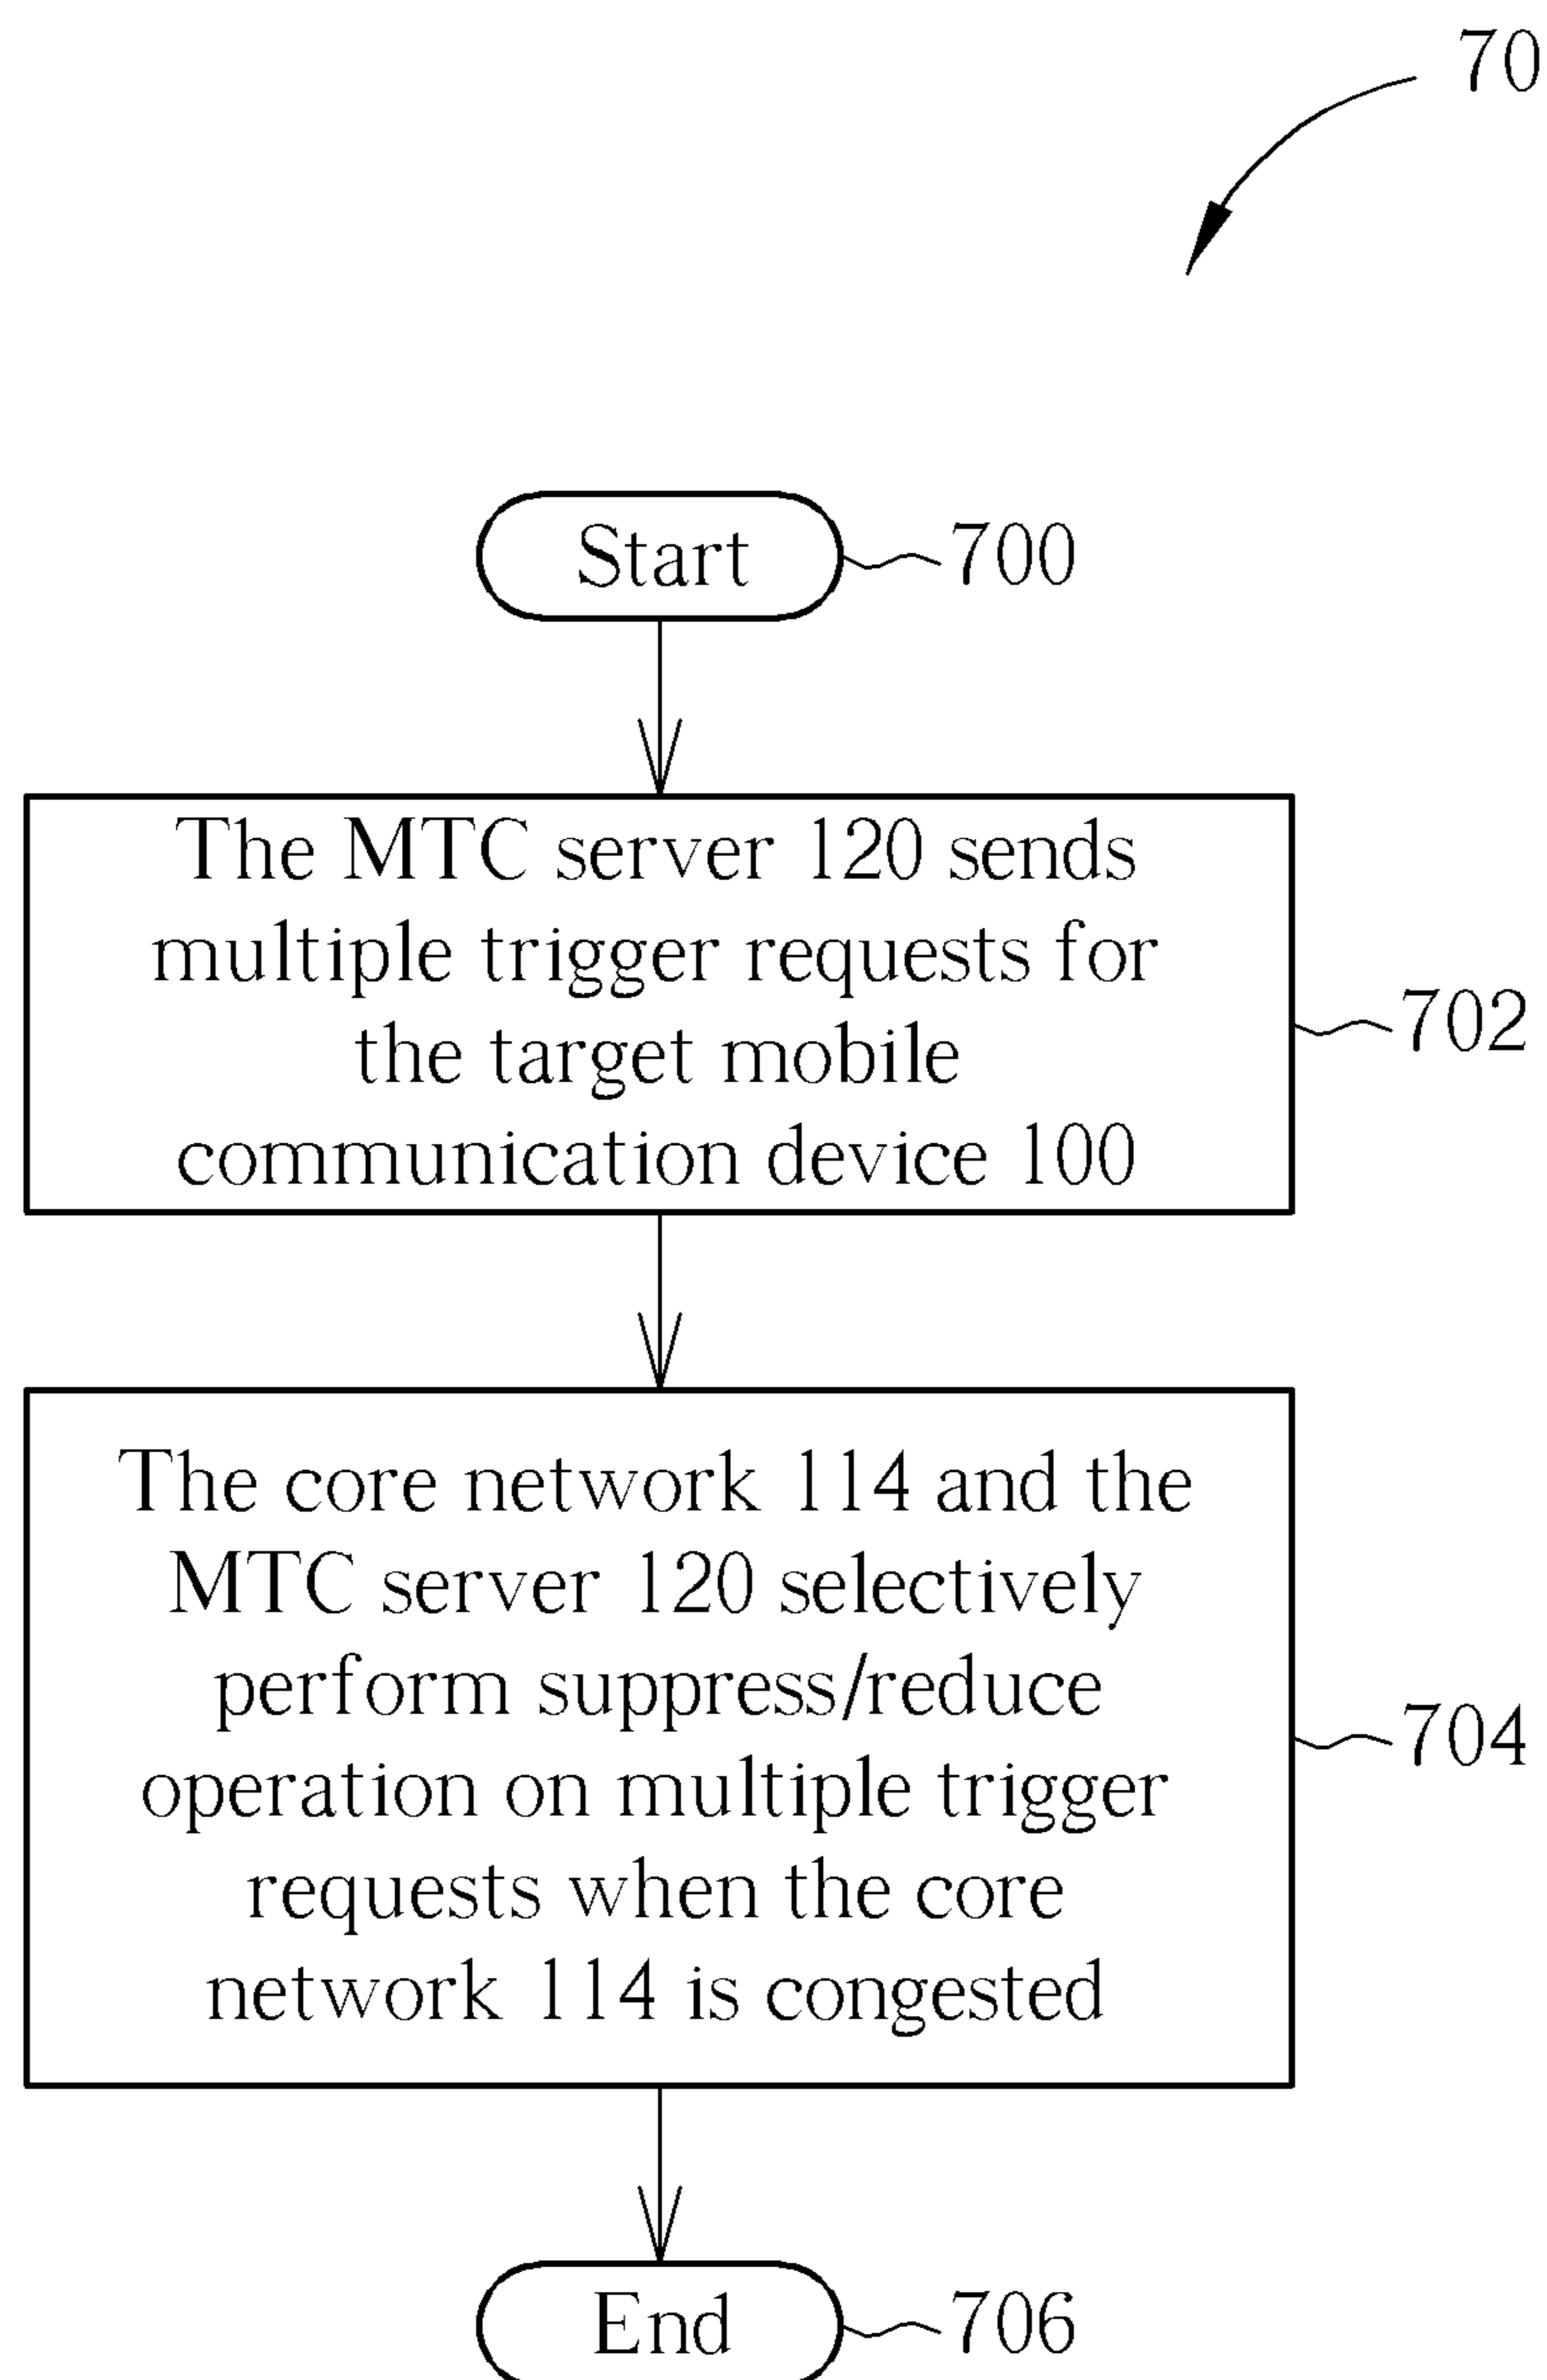 70
Start
700
The MTC server 120 sends
multiple trigger requests for
the target mobile
communication device 100
702
The core network 114 and the
MTC server 120 selectively
perform suppress/reduce
operation on multiple trigger
requests when the core
network 114 is congested
704
End
706